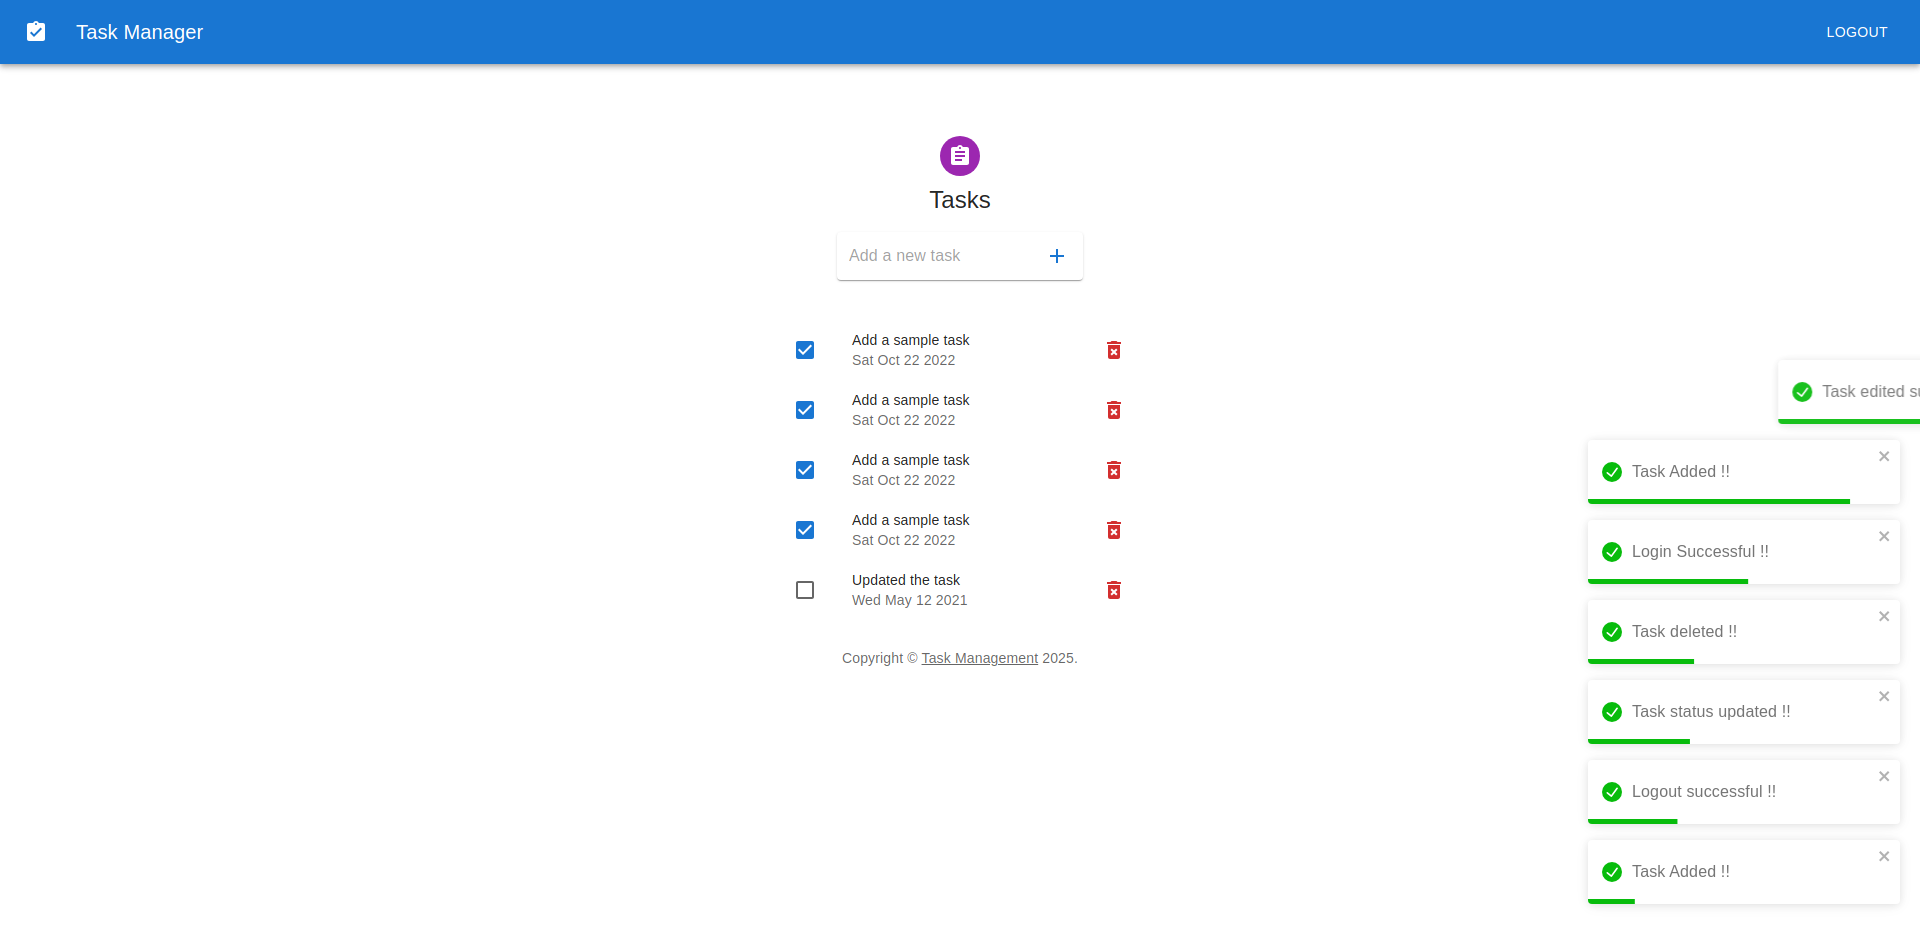 Task Manager
LOGOUT
Tasks
Add a new task
Add a sample task
Sat Oct 22 2022
Add a sample task
Sat Oct 22 2022
Add a sample task
Sat Oct 22 2022
Add a sample task
Sat Oct 22 2022
Updated the task
Wed May 12 2021
Copyright © Task Management 2025.
Task edited
Task Added !!
Login Successful !!
Task deleted !!
Task status updated !!
Logout successful !!
Task Added !!